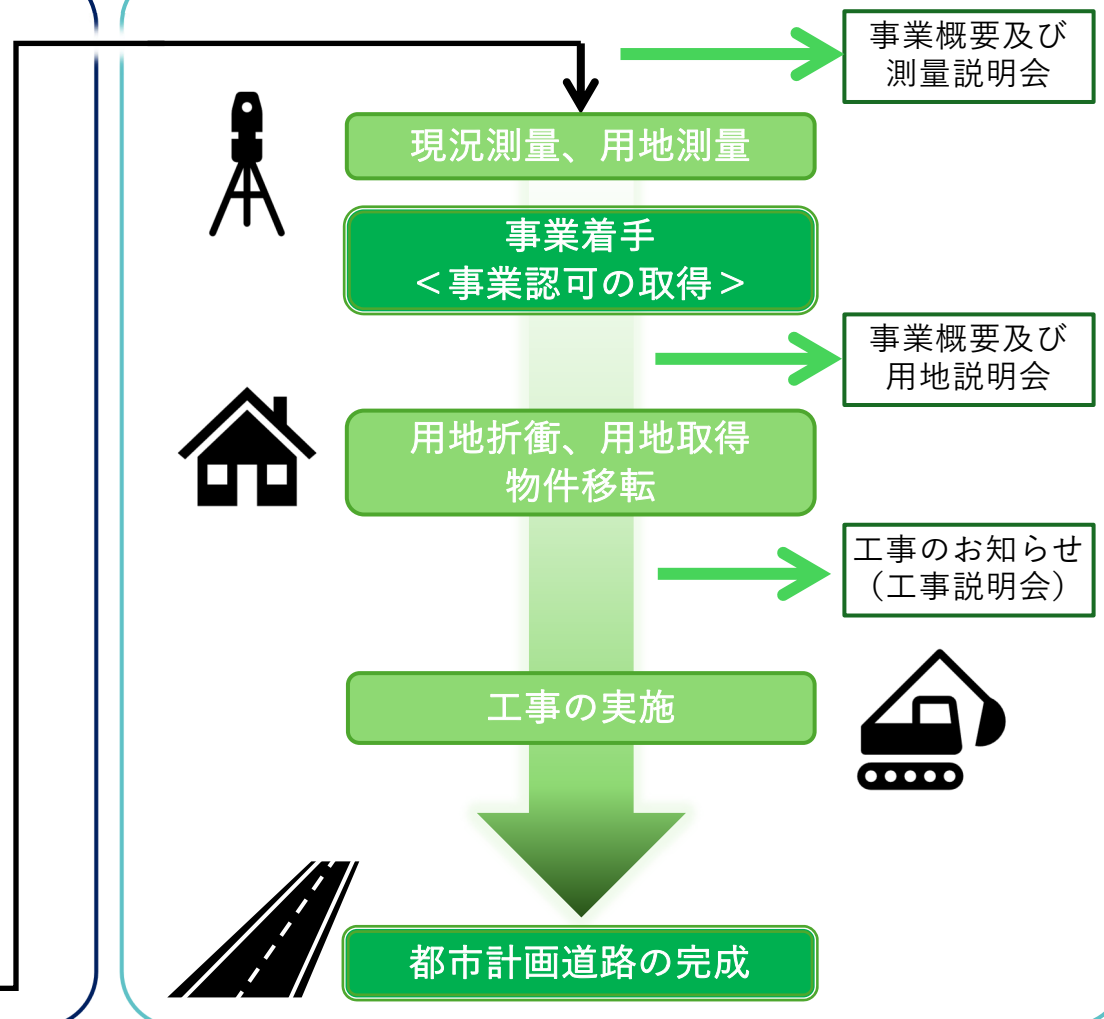 事業概要及び
測量説明会
現況測量、用地測量
事業着手
＜事業認可の取得＞
事業概要及び
用地説明会
用地折衝、用地取得
物件移転
工事のお知らせ
（工事説明会）
工事の実施
都市計画道路の完成